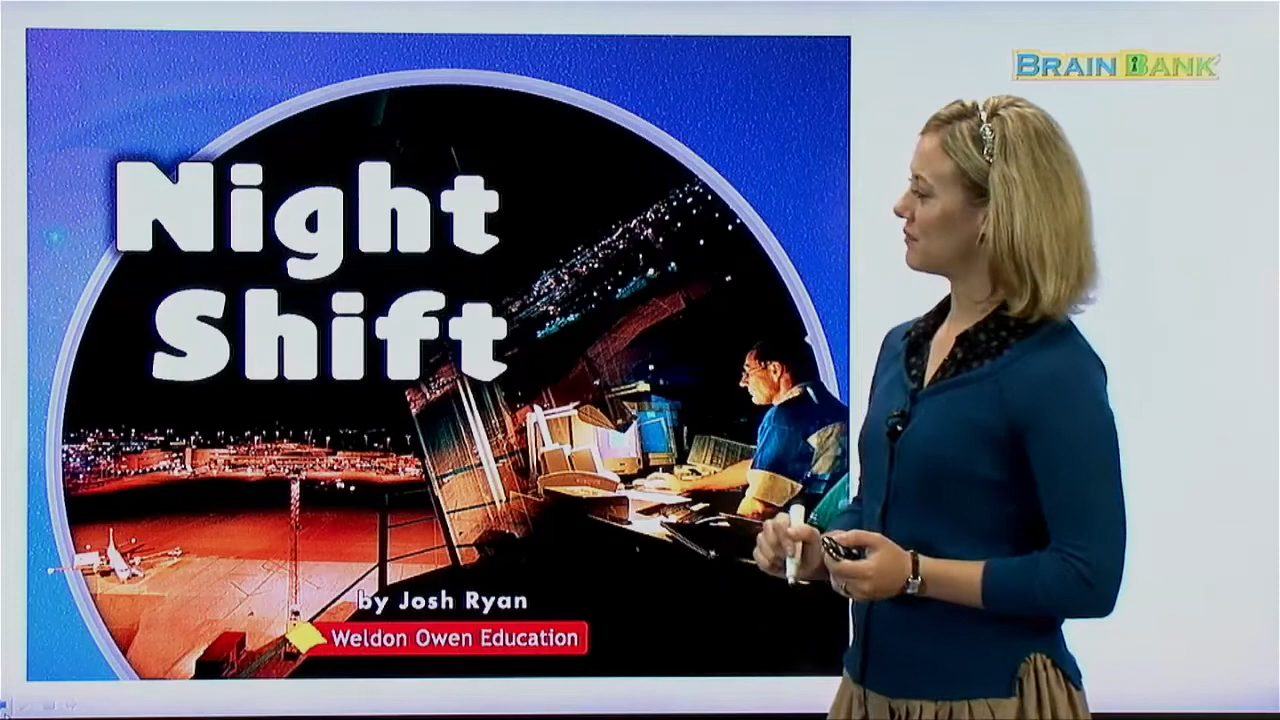 BRAIN BANK
Night
Shift
by Josh Ryan
Weldon Owen Education